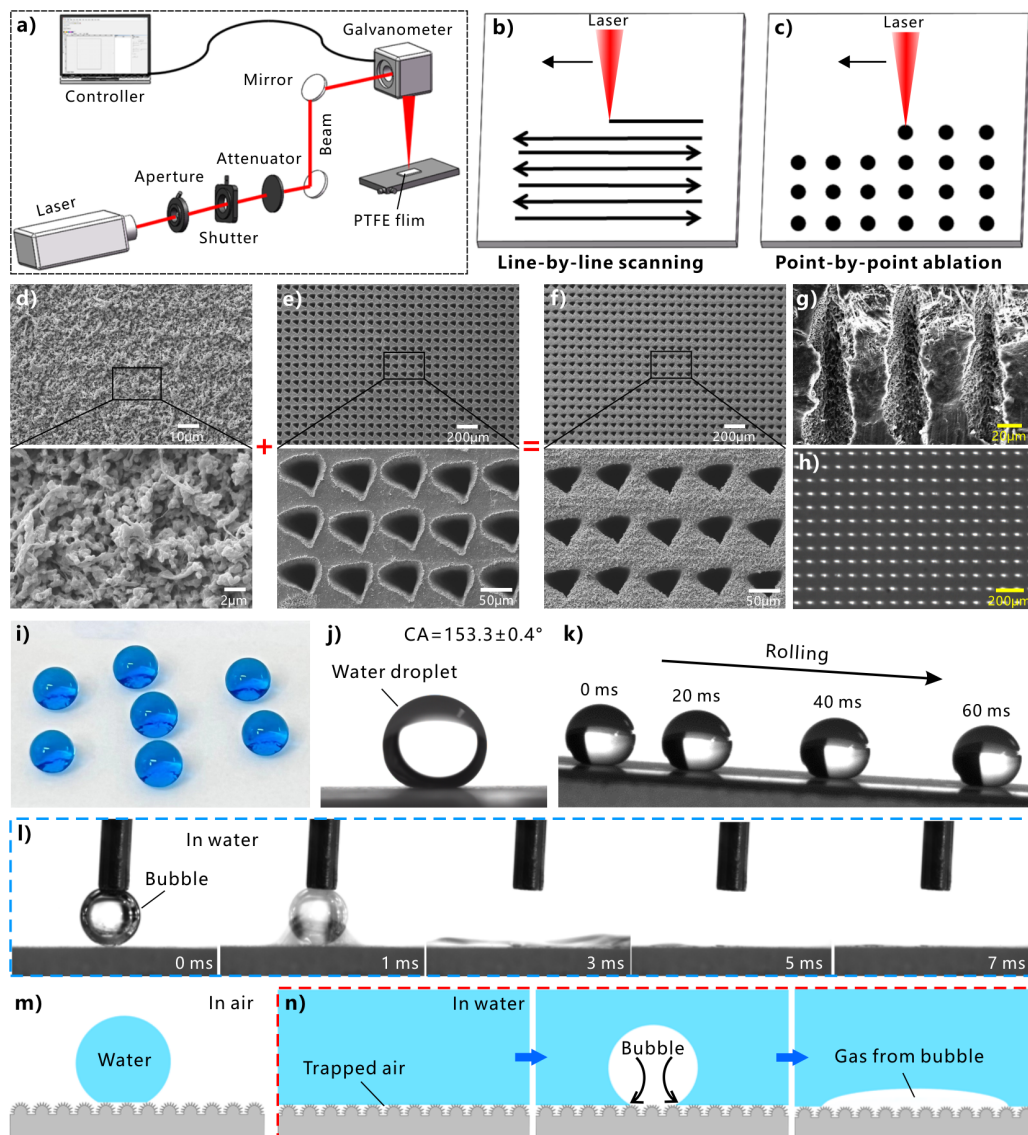 a)
Galvanometer
Controller
Mirror
Beam
Attenuator
Aperture
Laser
Shutter
PTFE flim
b)
Laser
Line-by-line scanning
c)
Laser
Point-by-point ablation
d)
10μm
2μm
+
e)
200μm
50μm
=
f)
200μm
50μm
g)
20μm
h)
200μm
i)
j)
CA=153.3±0.4°
Water droplet
k)
Rolling
0 ms
20 ms
40 ms
60 ms
l)
In water
Bubble
0 ms
1 ms
3 ms
5 ms
7 ms
m)
In air
Water
n)
In water
Trapped air
Bubble
Gas from bubble